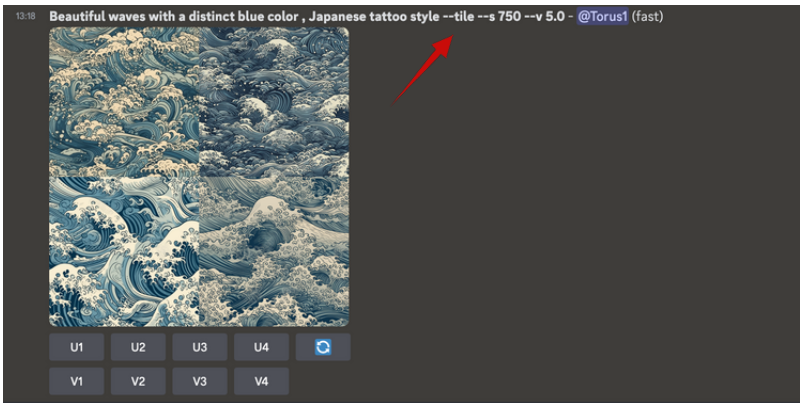 13:18 Beautiful waves with a distinct blue color , Japanese tattoo style --tile --s 750 --v 5.0 - @Torus1 (fast)
U1 U2 U3 U4
V1 V2 V3 V4